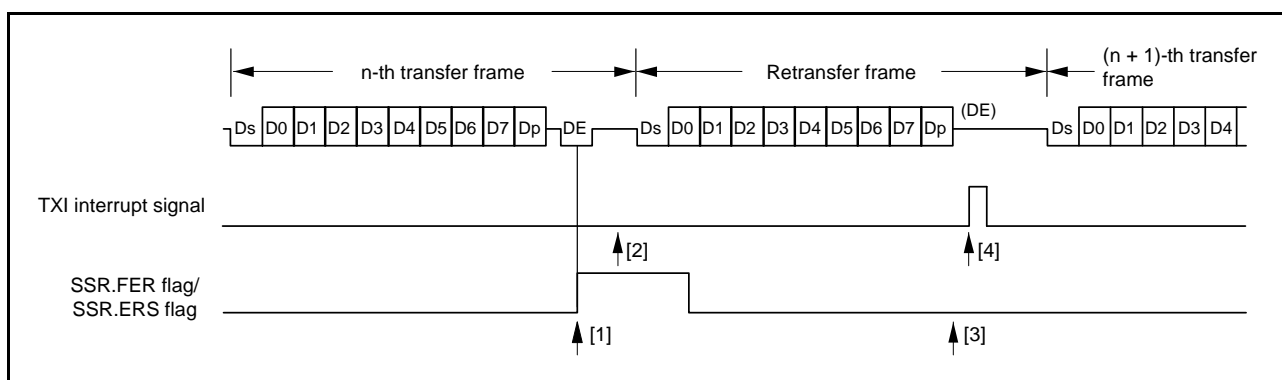 n-th transfer frame
Retransfer frame
(n + 1)-th transfer
frame
Ds D0 D1 D2 D3 D4 D5 D6 D7 Dp DE Ds D0 D1 D2 D3 D4 D5 D6 D7 Dp (DE) Ds D0 D1 D2 D3 D4
TXI interrupt signal
[2] [4]
SSR.FER flag/
SSR.ERS flag
[1] [3]